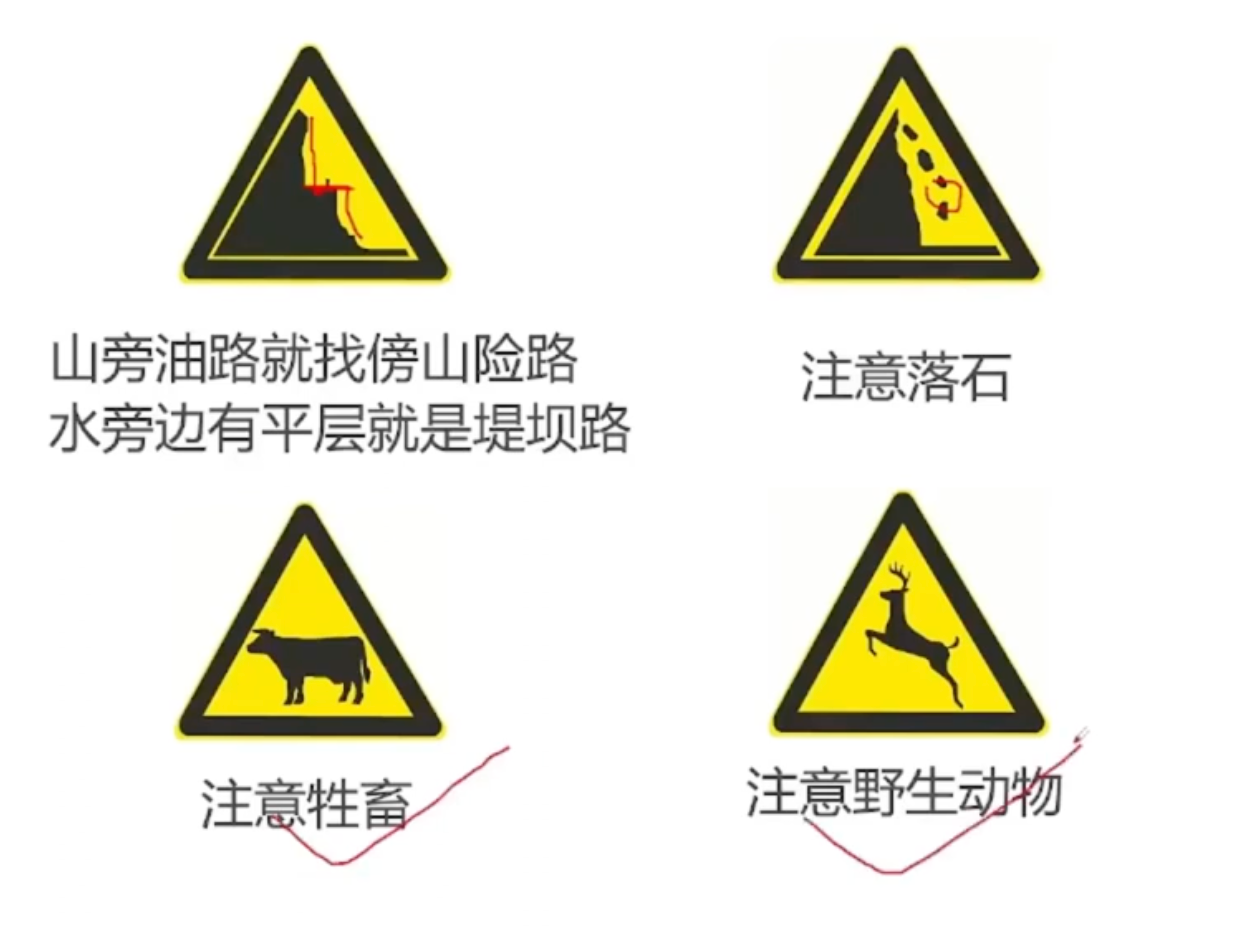 山旁油路就找傍山险路
水旁边有平层就是堤坝路
注意落石
注意牲畜
注意野生动物